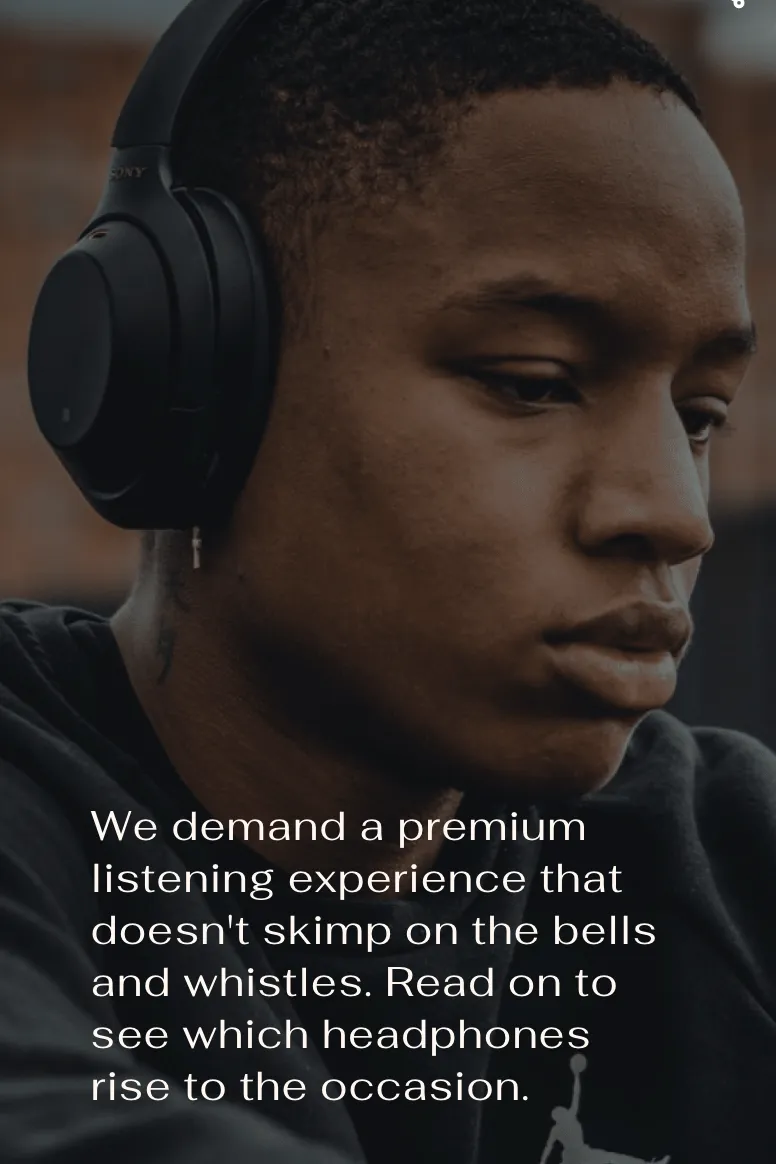 SONY
We demand a premium
listening experience that
doesn't skimp on the bells
and whistles. Read on to
see which headphones
rise to the occasion.